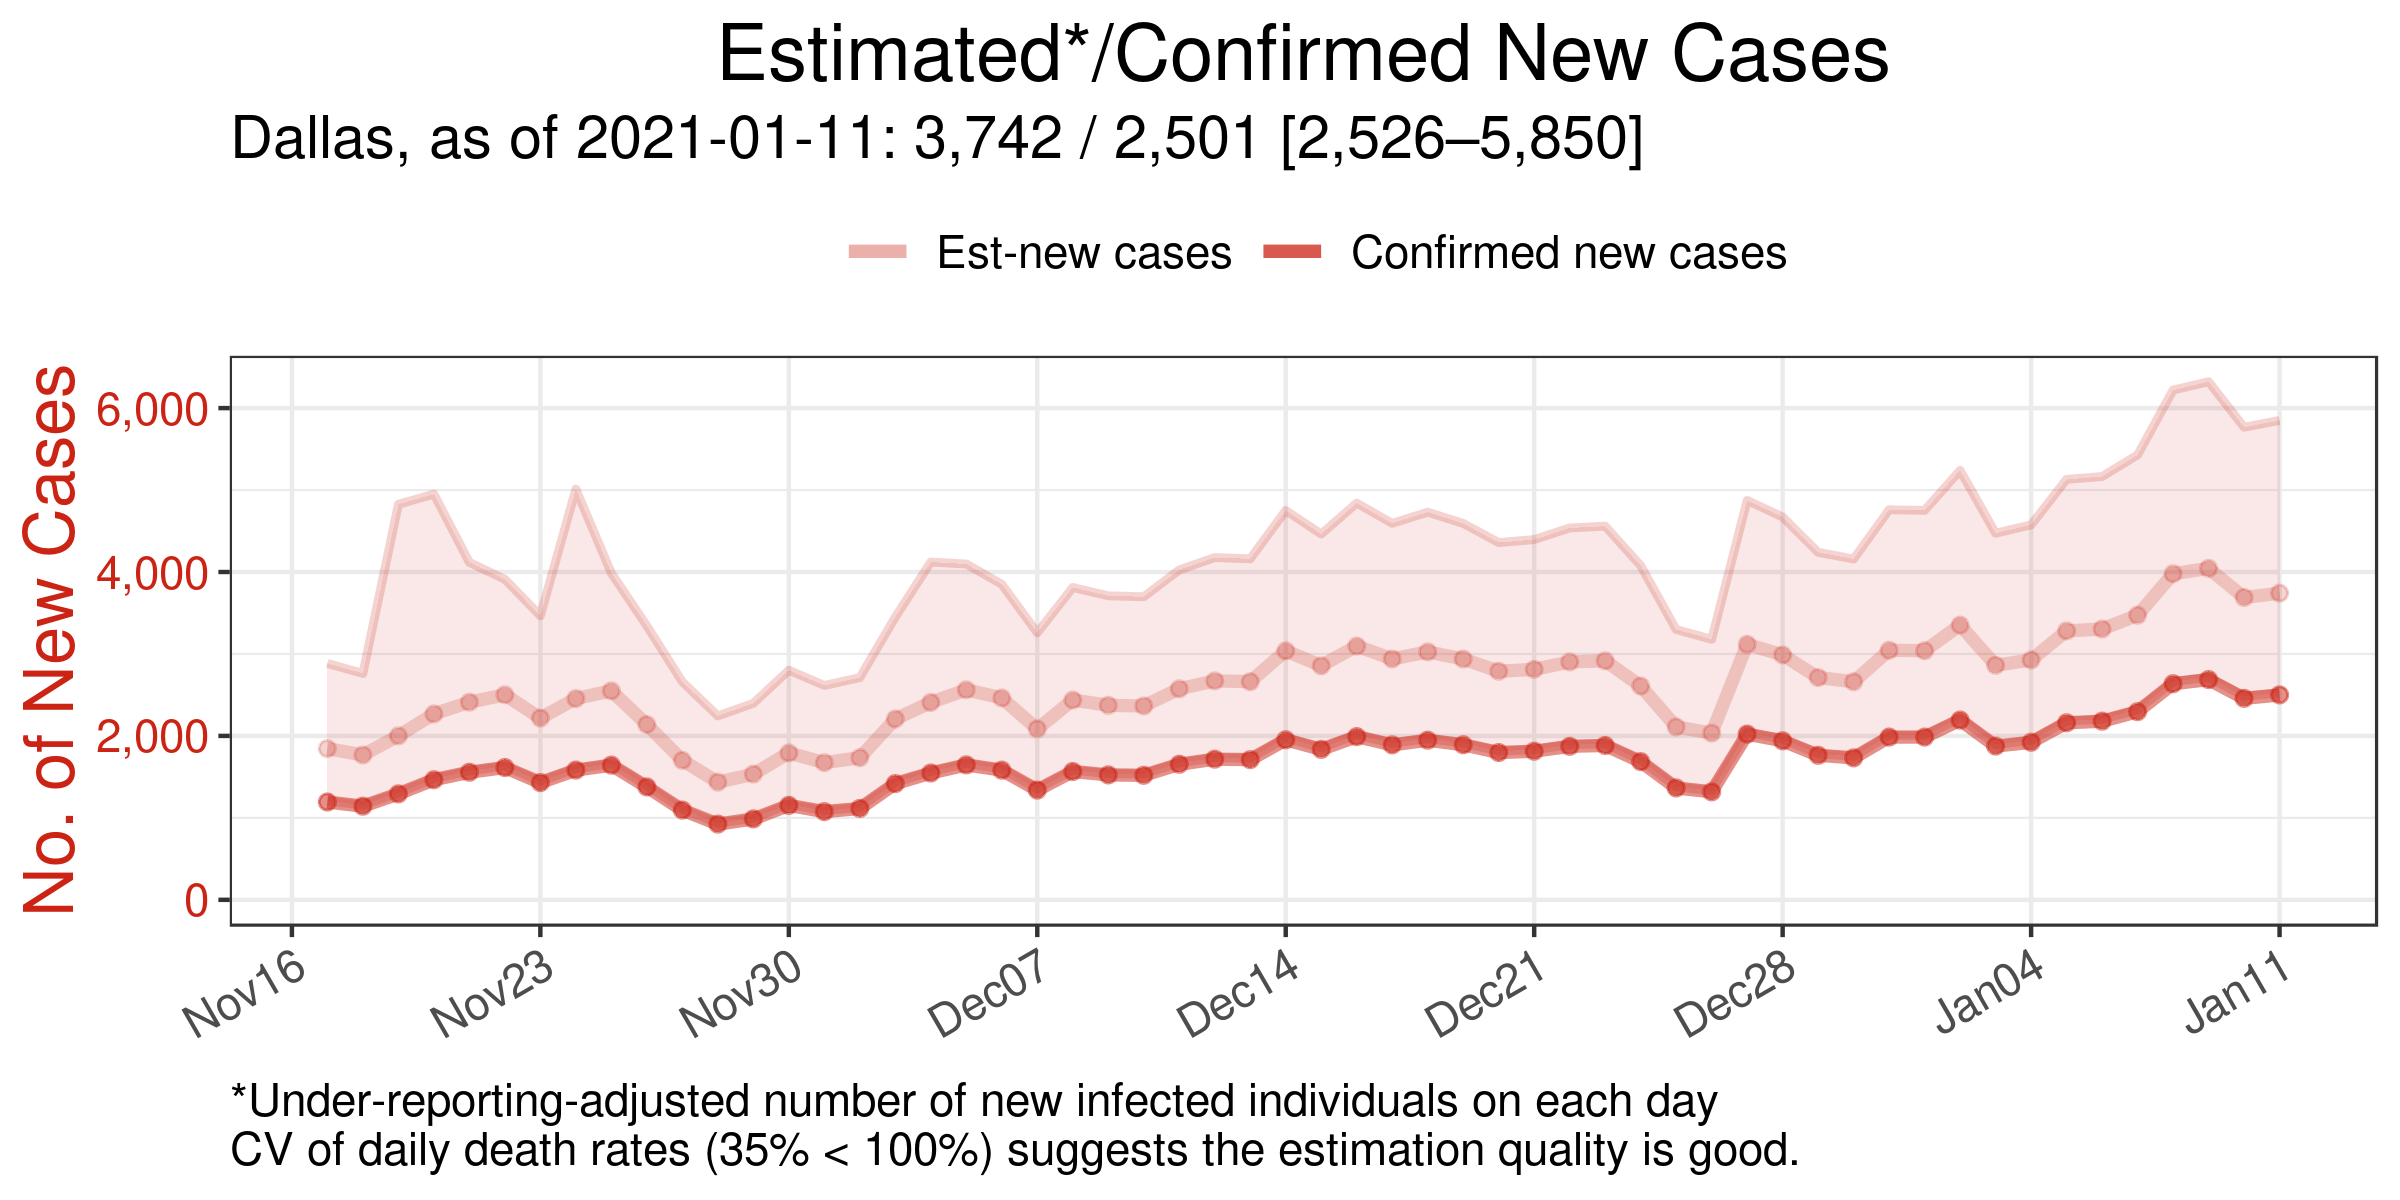 Estimated*/Confirmed New Cases
Dallas, as of 2021-01-11: 3,742 / 2,501 [2,526–5,850]
Est-new cases Confirmed new cases
No. of New Cases
6,000
4,000
2,000
0
Nov16 Nov23 Nov30 Dec07 Dec14 Dec21 Dec28 Jan04 Jan11
*Under-reporting-adjusted number of new infected individuals on each day
CV of daily death rates (35% < 100%) suggests the estimation quality is good.